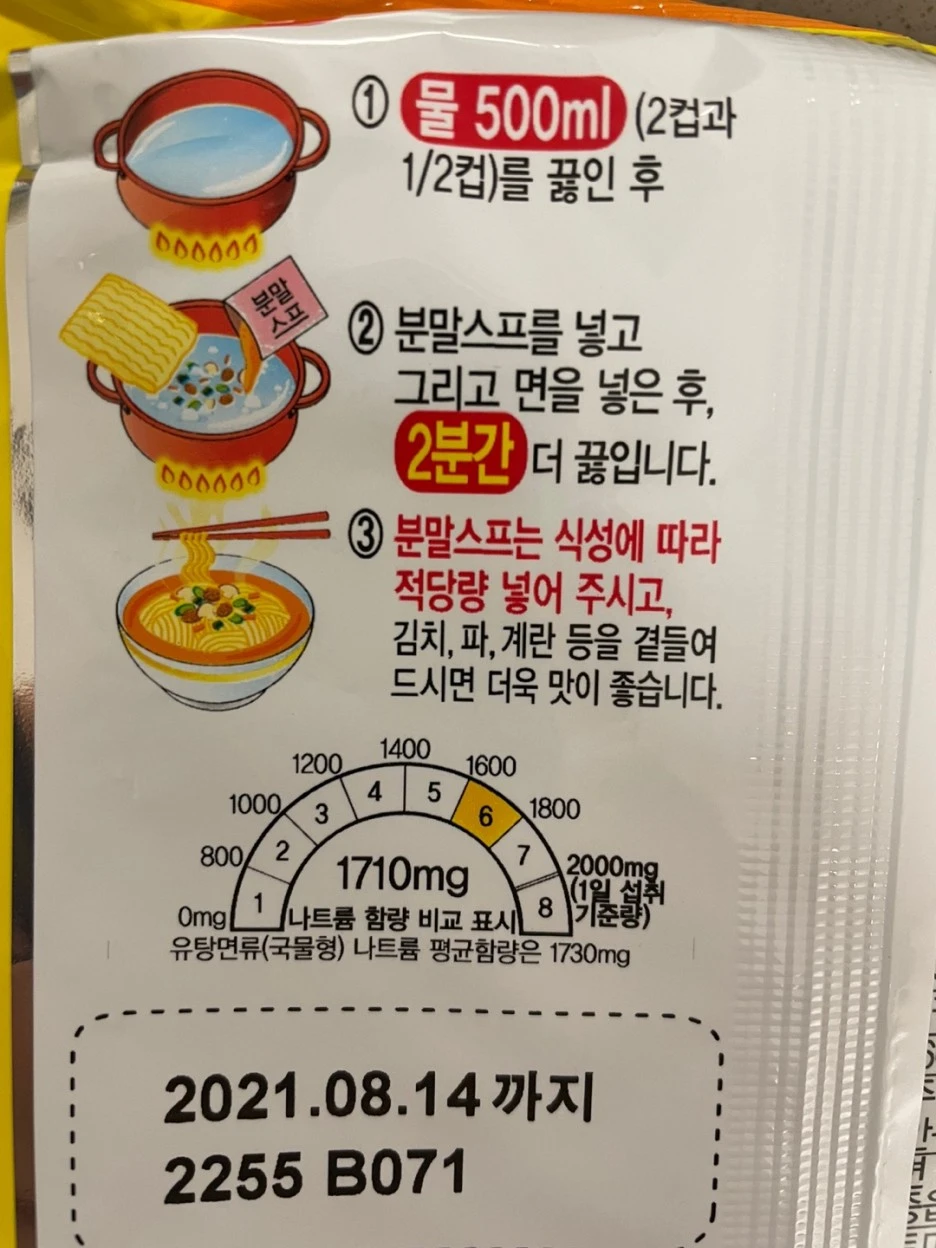 ① 물 500ml (2컵과
1/2컵)를 끓인 후
분말
스프
② 분말스프를 넣고
그리고 면을 넣은 후,
2분간 더 끓입니다.
③ 분말스프는 식성에 따라
적당량 넣어 주시고,
김치, 파, 계란 등을 곁들여
드시면 더욱 맛이 좋습니다.
0mg 800 1000 1200 1400 1600 1800 2000mg
(1일 섭취
기준량)
1 2 3 4 5 6 7 8
1710mg
나트륨 함량 비교 표시
유탕면류(국물형) 나트륨 평균함량은 1730mg
2021.08.14 까지
2255 B071